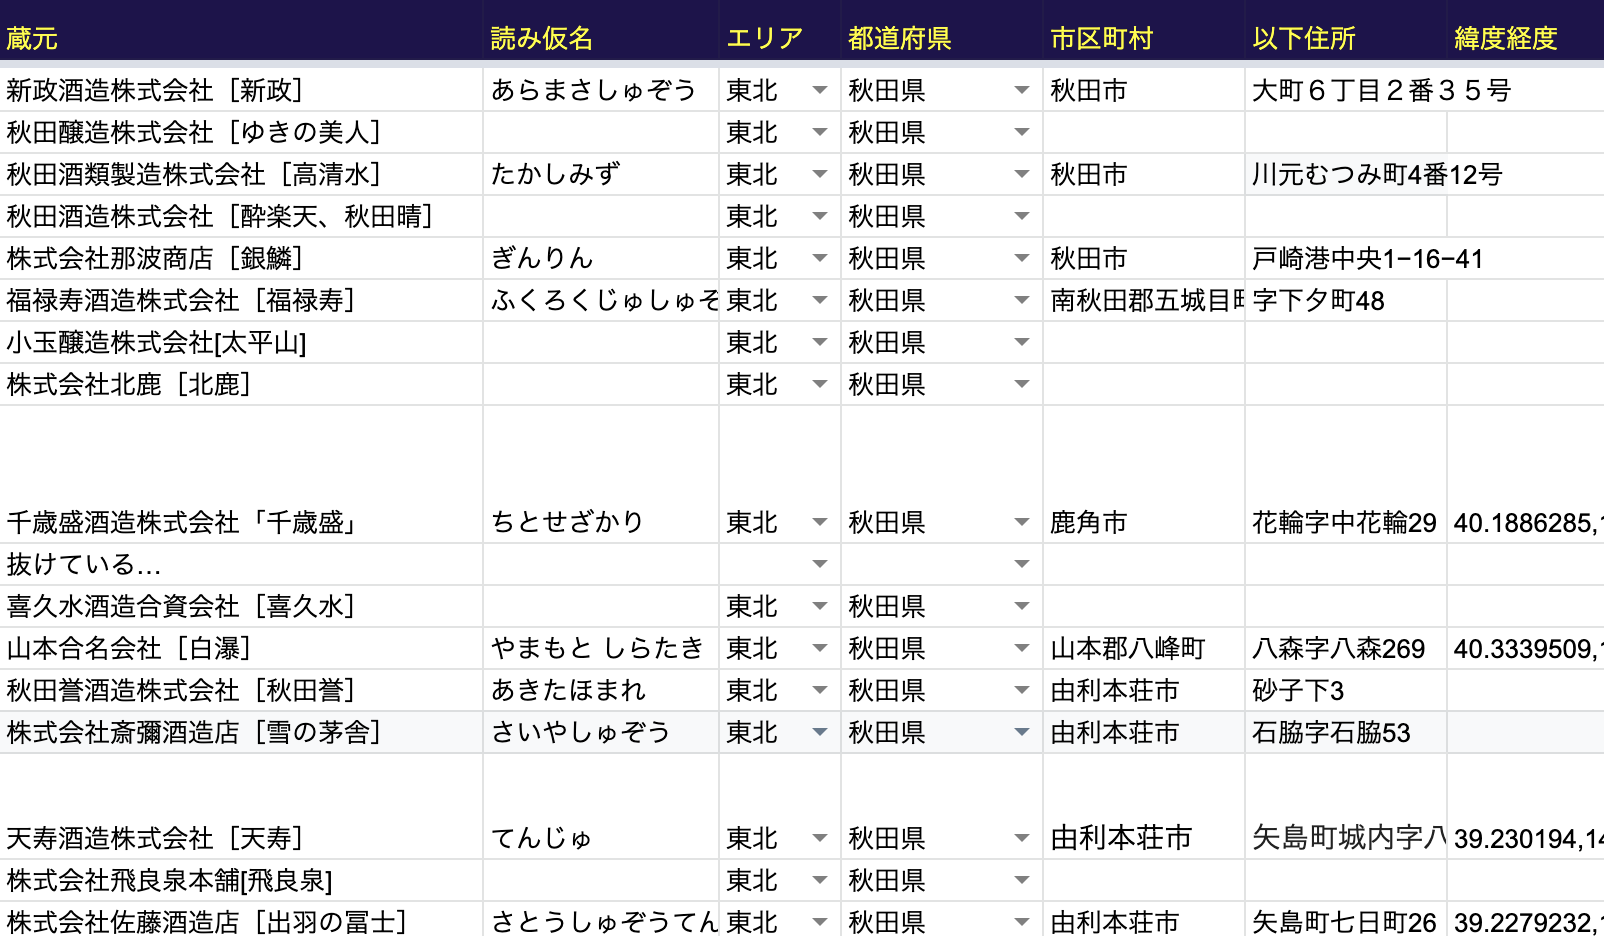 蔵元 読み仮名 エリア 都道府県 市区町村 以下住所 緯度経度
新政酒造株式会社［新政］ あらまさしゅぞう 東北 秋田県 秋田市 大町６丁目２番３５号
秋田醸造株式会社［ゆきの美人］ 東北 秋田県
秋田酒類製造株式会社［高清水］ たかしみず 東北 秋田県 秋田市 川元むつみ町4番12号
秋田酒造株式会社［酔楽天、秋田晴］ 東北 秋田県
株式会社那波商店［銀鱗］ ぎんりん 東北 秋田県 秋田市 戸崎港中央1−16−41
福禄寿酒造株式会社［福禄寿］ ふくろくじゅしゅぞ 東北 秋田県 南秋田郡五城目町 字下夕町48
小玉醸造株式会社[太平山] 東北 秋田県
株式会社北鹿［北鹿］ 東北 秋田県
千歳盛酒造株式会社「千歳盛」 ちとせざかり 東北 秋田県 鹿角市 花輪字中花輪29 40.1886285,
抜けている…
喜久水酒造合資会社［喜久水］ 東北 秋田県
山本合名会社［白瀑］ やまもと しらたき 東北 秋田県 山本郡八峰町 八森字八森269 40.3339509,
秋田誉酒造株式会社［秋田誉］ あきたほまれ 東北 秋田県 由利本荘市 砂子下3
株式会社斎彌酒造店［雪の茅舎］ さいやしゅぞう 東北 秋田県 由利本荘市 石脇字石脇53
天寿酒造株式会社［天寿］ てんじゅ 東北 秋田県 由利本荘市 矢島町城内字八 39.230194,14
株式会社飛良泉本舗[飛良泉] 東北 秋田県
株式会社佐藤酒造店［出羽の冨士］ さとうしゅぞうてん 東北 秋田県 由利本荘市 矢島町七日町26 39.2279232,